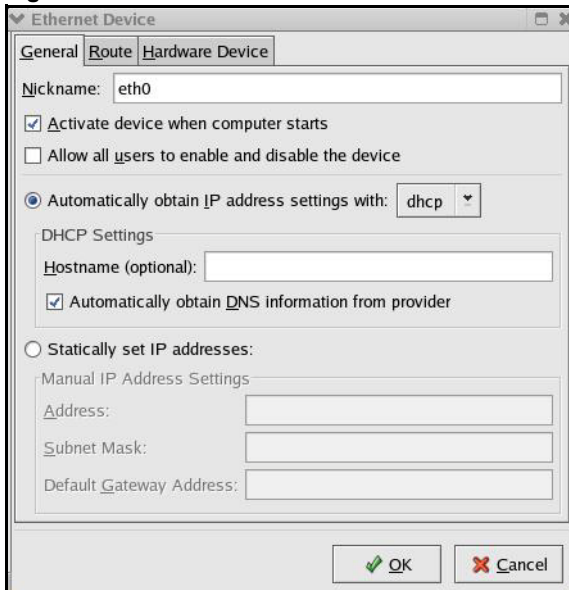 Ethernet Device
General Route Hardware Device
Nickname: eth0
Activate device when computer starts
Allow all users to enable and disable the device
Automatically obtain IP address settings with: dhcp
DHCP Settings
Hostname (optional):
Automatically obtain DNS information from provider
Statically set IP addresses:
Manual IP Address Settings
Address:
Subnet Mask:
Default Gateway Address:
OK Cancel